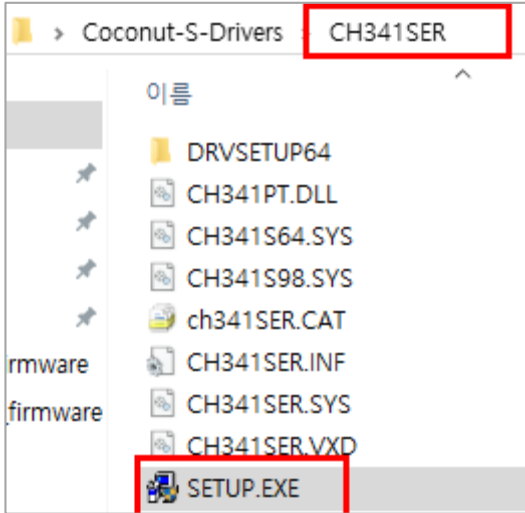 > Coconut-S-Drivers > CH341SER
이름
DRVSETUP64
CH341PT.DLL
CH341S64.SYS
CH341S98.SYS
ch341SER.CAT
rmware
CH341SER.INF
firmware
CH341SER.SYS
CH341SER.VXD
SETUP.EXE